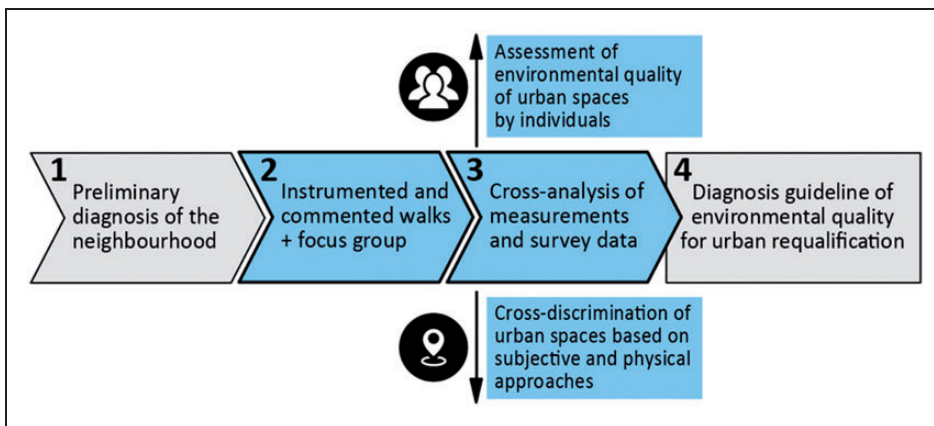 Assessment of
environmental quality
of urban spaces
by individuals
1
Preliminary
diagnosis of the
neighbourhood
2
Instrumented and
commented walks
+ focus group
3
Cross-analysis of
measurements
and survey data
4
Diagnosis guideline of
environmental quality
for urban requalification
Cross-discrimination of
urban spaces based on
subjective and physical
approaches